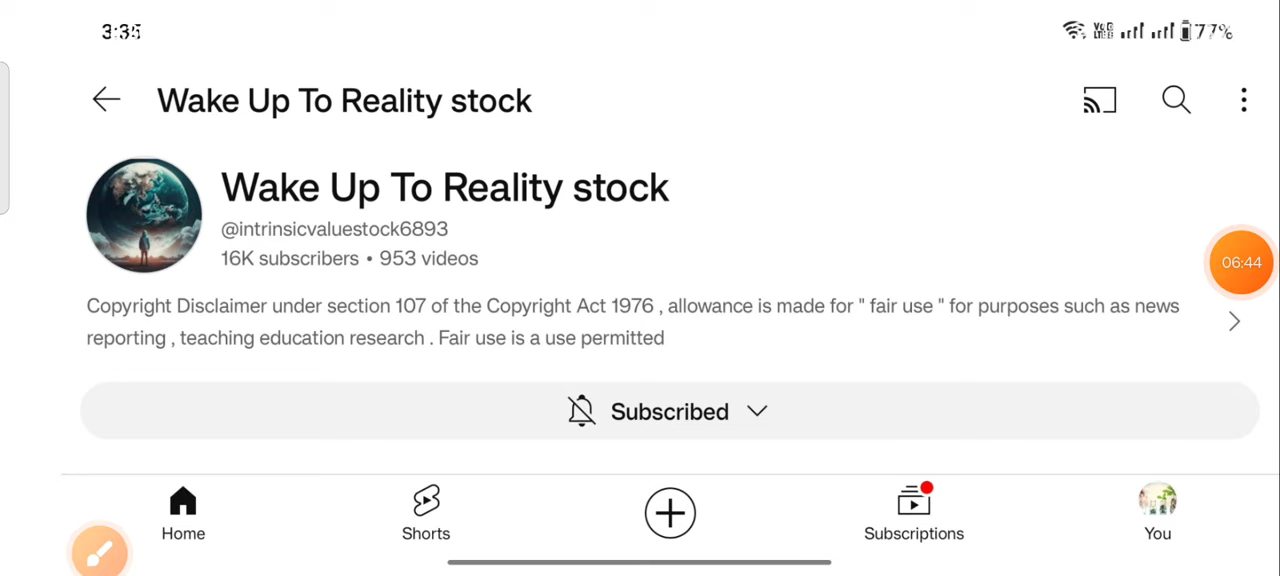 3:35
VoG LTE 77%
Wake Up To Reality stock
Wake Up To Reality stock
@intrinsicvaluestock6893
16K subscribers • 953 videos
06:44
Copyright Disclaimer under section 107 of the Copyright Act 1976 , allowance is made for " fair use " for purposes such as news
reporting , teaching education research . Fair use is a use permitted
Subscribed
Home
Shorts
Subscriptions
You